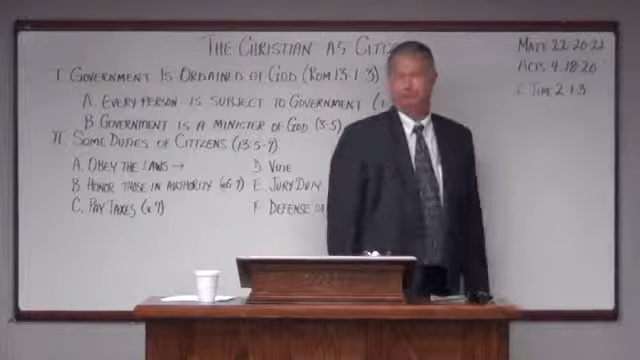 THE CHRISTIAN AS CITIZ
I. GOVERNMENT IS ORDAINED OF GOD (ROM 13:1-3)
A. EVERY PERSON IS SUBJECT TO GOVERNMENT (1
B. GOVERNMENT IS A MINISTER OF GOD (3-5)
II. SOME DUTIES OF CITIZENS (13:5-7)
A. OBEY THE LAWS →
B. HONOR THOSE IN AUTHORITY
C. PAY TAXES (v.7)
D. VOTE
E. JURY DUTY
F. DEFENSE OF
MATT 22:20-22
ACTS 4:18-20
TIM 2:1-3